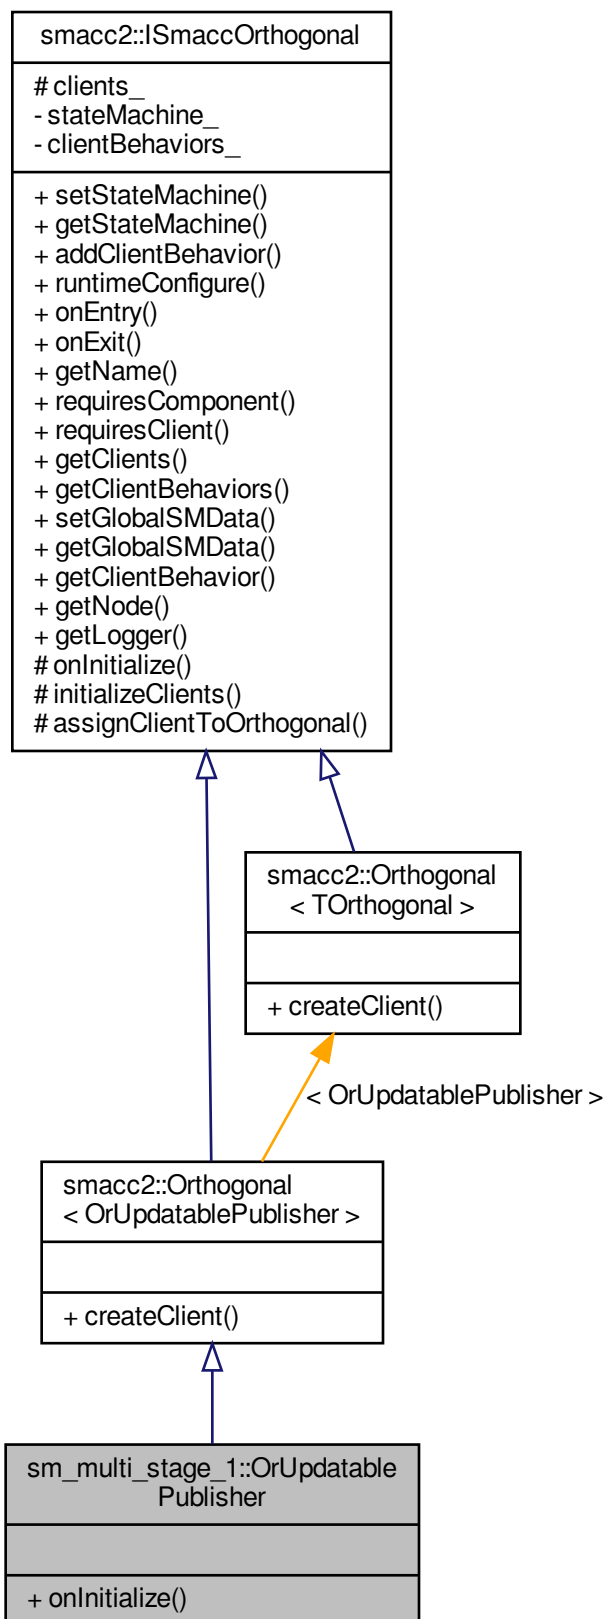 smacc2::ISmaccOrthogonal
# clients_
- stateMachine_
- clientBehaviors_
+ setStateMachine()
+ getStateMachine()
+ addClientBehavior()
+ runtimeConfigure()
+ onEntry()
+ onExit()
+ getName()
+ requiresComponent()
+ requiresClient()
+ getClients()
+ getClientBehaviors()
+ setGlobalSMData()
+ getGlobalSMData()
+ getClientBehavior()
+ getNode()
+ getLogger()
# onInitialize()
# initializeClients()
# assignClientToOrthogonal()
smacc2::Orthogonal
< TOrthogonal >
+ createClient()
< OrUpdatablePublisher >
smacc2::Orthogonal
< OrUpdatablePublisher >
+ createClient()
sm_multi_stage_1::OrUpdatable
Publisher
+ onInitialize()